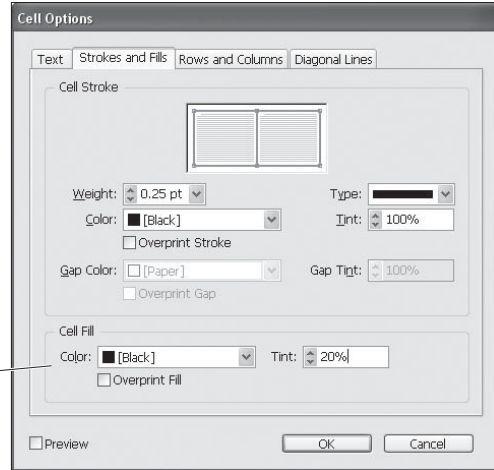 Cell Options
Text Strokes and Fills Rows and Columns Diagonal Lines
Cell Stroke
Weight: 0.25 pt Type:
Color: [Black] Tint: 100%
Overprint Stroke
Gap Color: [Paper] Gap Tint: 100%
Overprint Gap
Cell Fill
Color: [Black] Tint: 20%
Overprint Fill
Preview OK Cancel